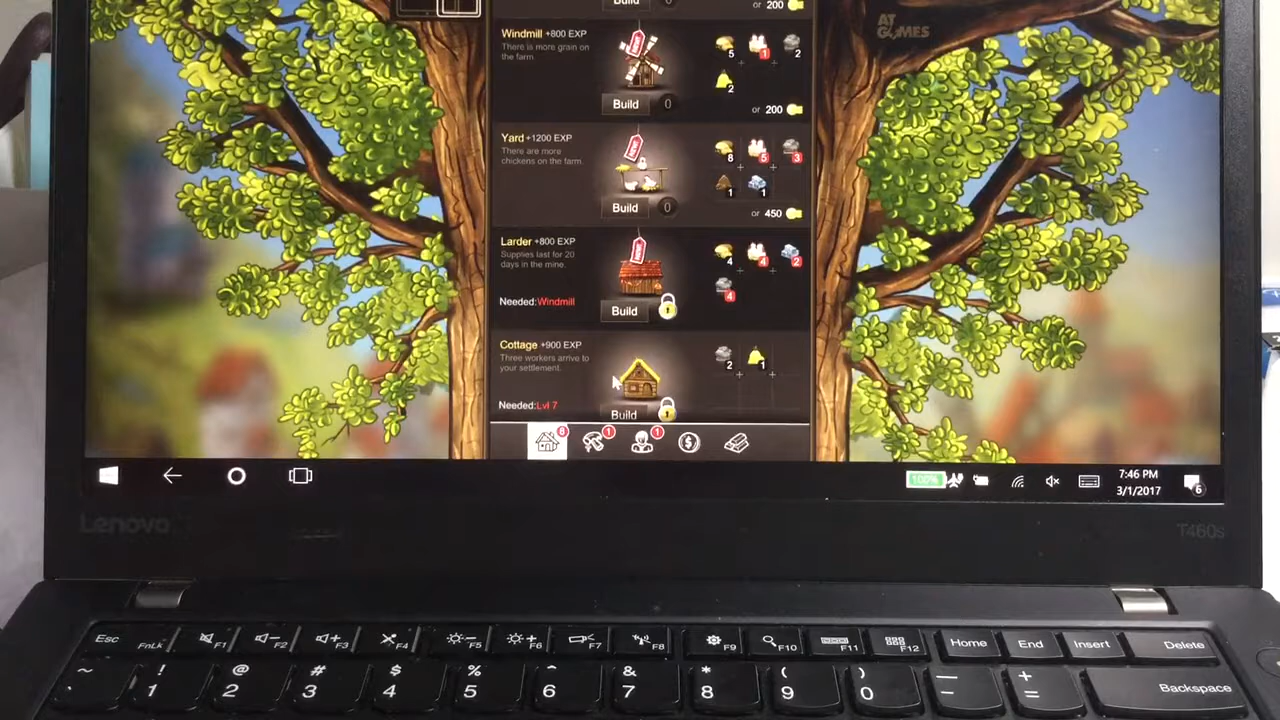 Build 0
or 200
AT GAMES
Windmill +800 EXP
There is more grain on
the farm.
NEW!
5 1 2
2
Build 0
or 200
Yard +1200 EXP
There are more
chickens on the farm.
NEW!
8 5 3
1 1
Build 0
or 450
Larder +800 EXP
Supplies last for 20
days in the mine.
NEW!
4 4 2
4
Needed:Windmill
Build
Cottage +900 EXP
Three workers arrive to
your settlement.
2 1
Needed:Lvl 7
Build
8 1 1 $
100%
7:46 PM
3/1/2017
6
Lenovo
T460s
Esc FnLk F1 F2 F3 F4 F5 F6 F7 F8 F9 F10 F11 F12 Home End Insert Delete
~ ! @ # $ % ^ & * ( ) — +
` 1 2 3 4 5 6 7 8 9 0 - = Backspace